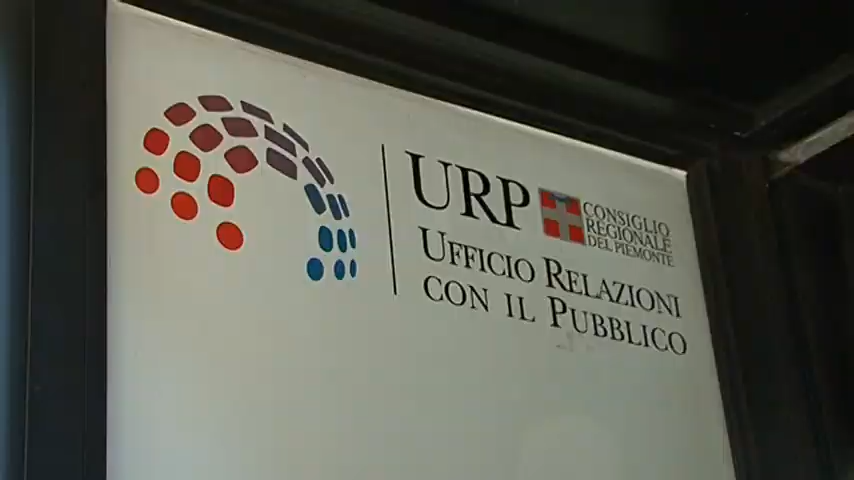 URP
CONSIGLIO
REGIONALE
DEL PIEMONTE
UFFICIO RELAZIONI
CON IL PUBBLICO